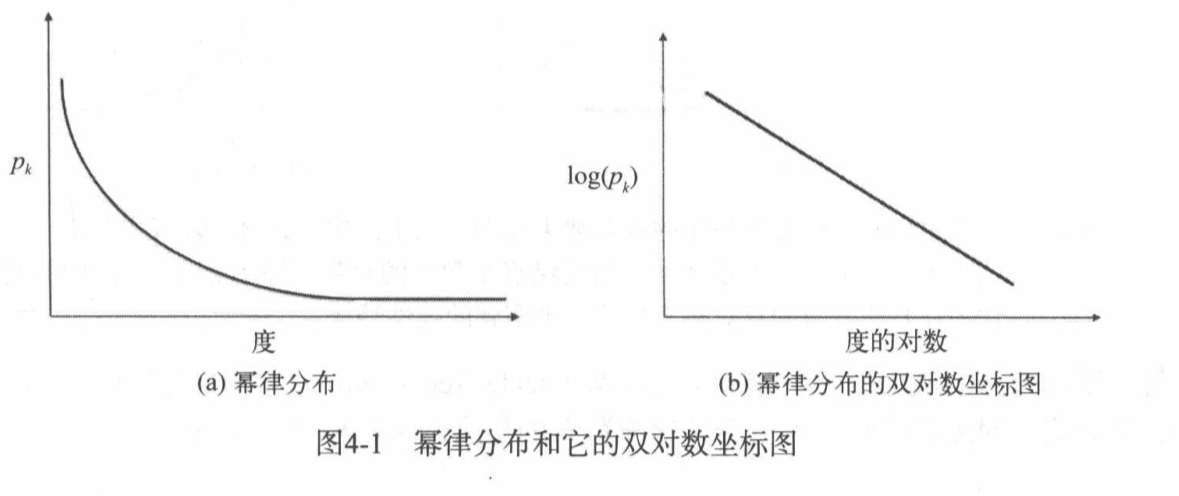 p_k
log(p_k)
度
度的对数
(a) 幂律分布
(b) 幂律分布的双对数坐标图
图4-1 幂律分布和它的双对数坐标图